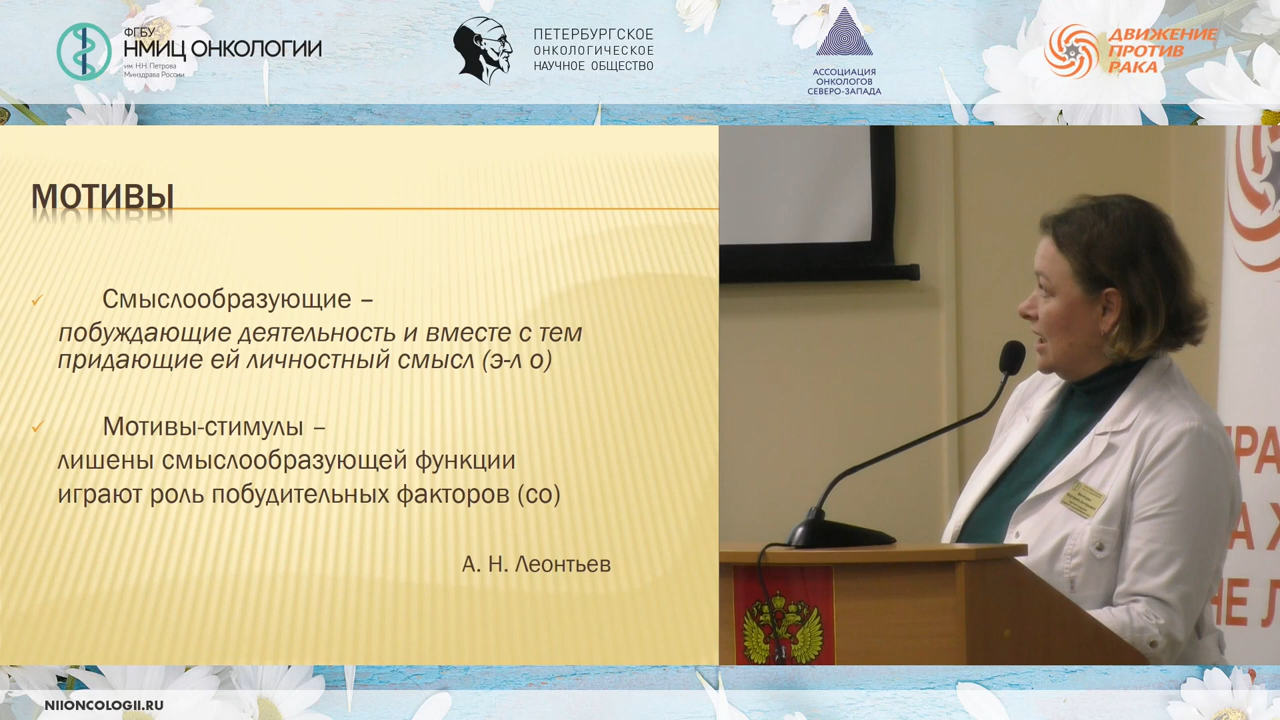 ФГБУ
НМИЦ ОНКОЛОГИИ
им. Н.Н. Петрова
Минздрава России
ПЕТЕРБУРГСКОЕ
ОНКОЛОГИЧЕСКОЕ
НАУЧНОЕ ОБЩЕСТВО
АССОЦИАЦИЯ
ОНКОЛОГОВ
СЕВЕРО-ЗАПАДА
ДВИЖЕНИЕ
ПРОТИВ
РАКА
МОТИВЫ
Смыслообразующие –
побуждающие деятельность и вместе с тем
придающие ей личностный смысл (э-л о)
Мотивы-стимулы –
лишены смыслообразующей функции
играют роль побудительных факторов (со)
А. Н. Леонтьев
NIIONCOLOGII.RU